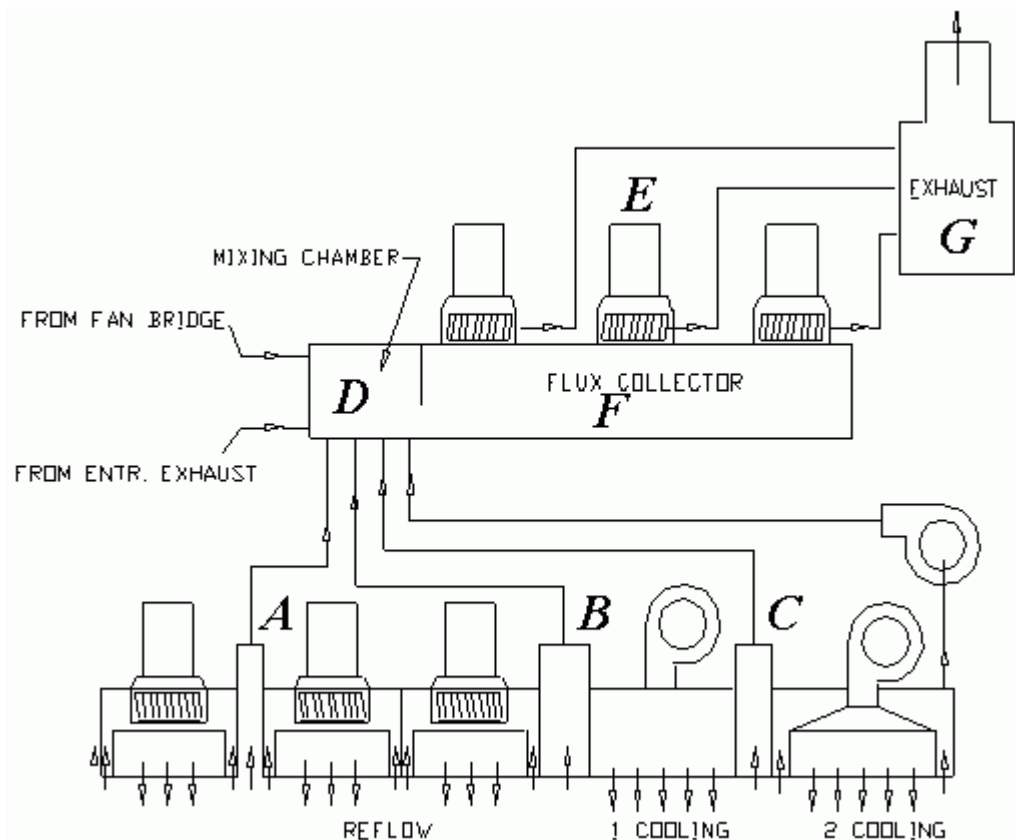 EXHAUST
E
G
MIXING CHAMBER
FROM FAN BRIDGE
FLUX COLLECTOR
D
F
FROM ENTR. EXHAUST
A
B
C
REFLOW
1 COOLING
2 COOLING